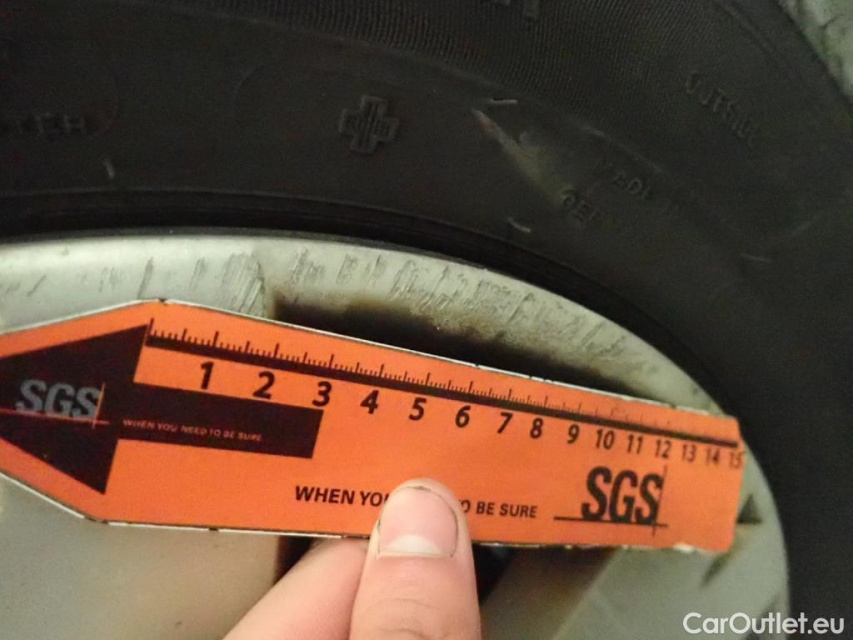 MADE IN
SGS
WHEN YOU NEED TO BE SURE
1 2 3 4 5 6 7 8 9 10 11 12 13 14 15
WHEN YOU
O BE SURE
SGS
CarOutlet.eu